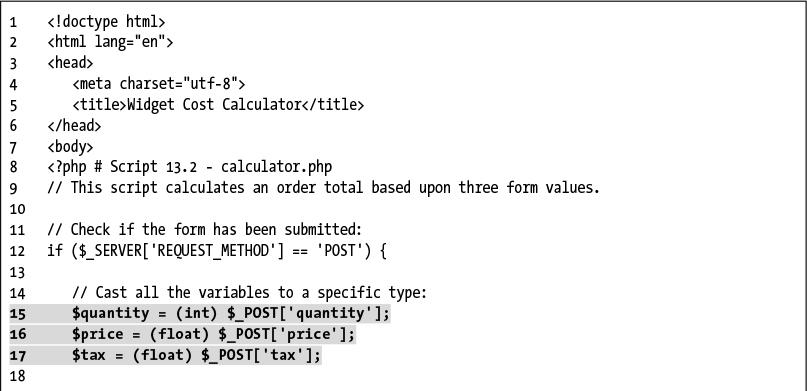 1 <!doctype html>
2 <html lang="en">
3 <head>
4 <meta charset="utf-8">
5 <title>Widget Cost Calculator</title>
6 </head>
7 <body>
8 <?php # Script 13.2 - calculator.php
9 // This script calculates an order total based upon three form values.
10
11 // Check if the form has been submitted:
12 if ($_SERVER['REQUEST_METHOD'] == 'POST') {
13
14 // Cast all the variables to a specific type:
15 $quantity = (int) $_POST['quantity'];
16 $price = (float) $_POST['price'];
17 $tax = (float) $_POST['tax'];
18